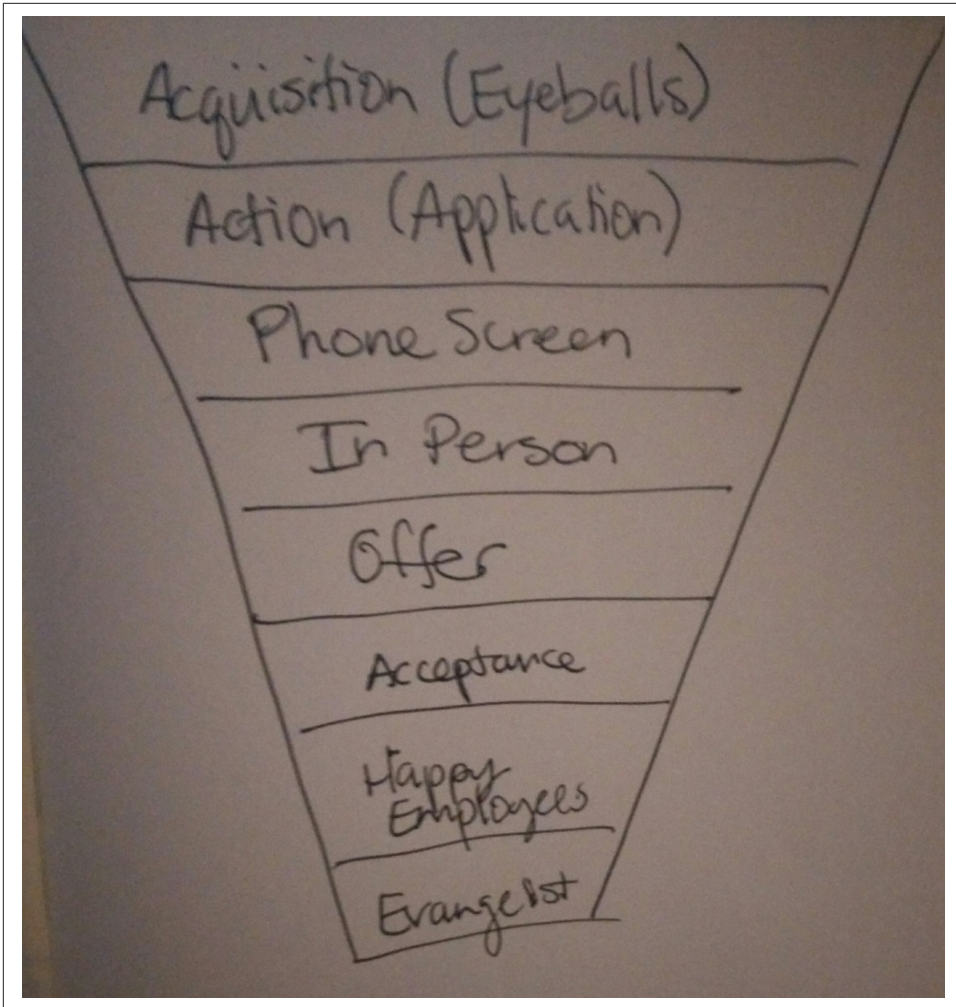 Acquisition (Eyeballs)
Action (Application)
Phone Screen
In Person
Offer
Acceptance
Happy
Employees
Evangelist